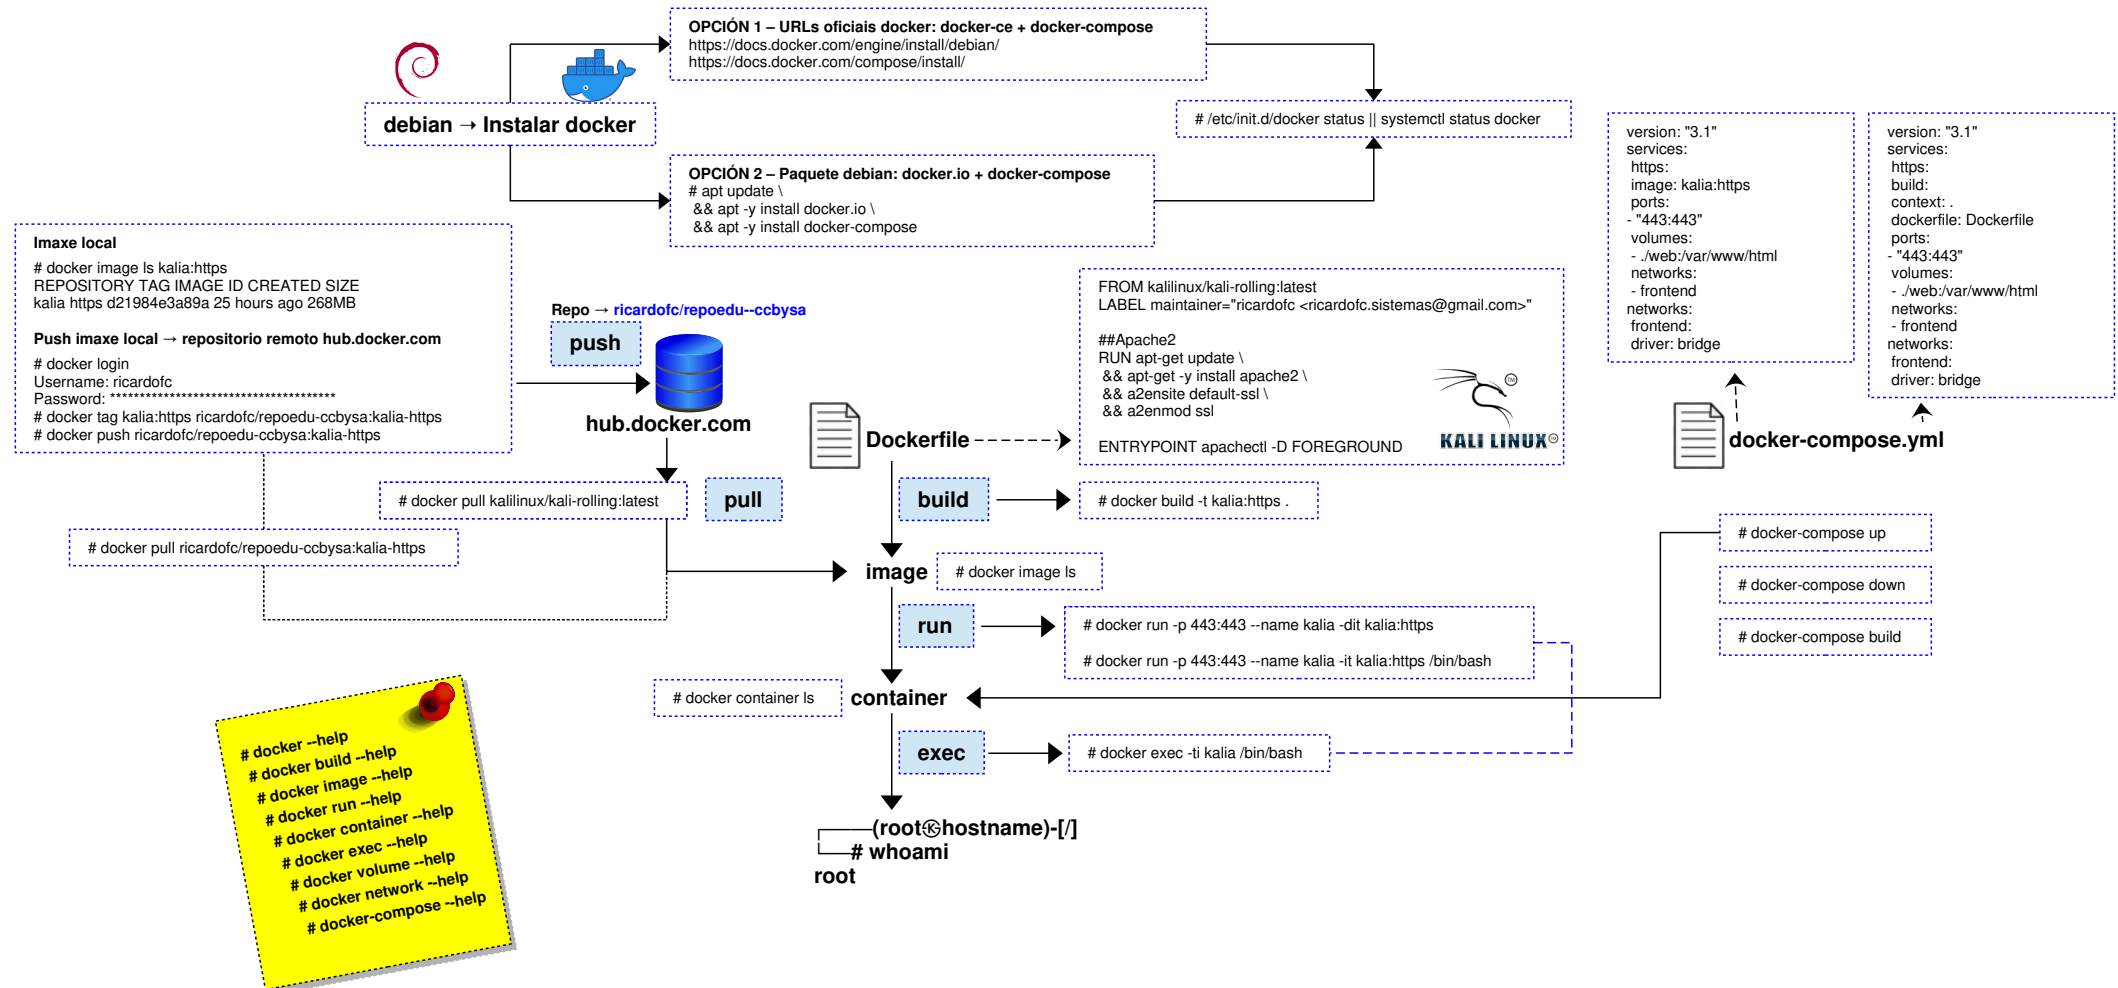 OPCIÓN 1 – URLs oficiais docker: docker-ce + docker-compose
https://docs.docker.com/engine/install/debian/
https://docs.docker.com/compose/install/
debian → Instalar docker
# /etc/init.d/docker status || systemctl status docker
OPCIÓN 2 – Paquete debian: docker.io + docker-compose
# apt update \
&& apt -y install docker.io \
&& apt -y install docker-compose
version: "3.1"
services:
https:
image: kalia:https
ports:
- "443:443"
volumes:
- ./web:/var/www/html
networks:
- frontend
networks:
frontend:
driver: bridge
version: "3.1"
services:
https:
build:
context: .
dockerfile: Dockerfile
ports:
- "443:443"
volumes:
- ./web:/var/www/html
networks:
- frontend
networks:
frontend:
driver: bridge
docker-compose.yml
Imaxe local
# docker image ls kalia:https
REPOSITORY TAG IMAGE ID CREATED SIZE
kalia https d21984e3a89a 25 hours ago 268MB
Push imaxe local → repositorio remoto hub.docker.com
# docker login
Username: ricardofc
Password: **************************************
# docker tag kalia:https ricardofc/repoedu-ccbysa:kalia-https
# docker push ricardofc/repoedu-ccbysa:kalia-https
Repo → ricardofc/repoedu--ccbysa
push
hub.docker.com
FROM kalilinux/kali-rolling:latest
LABEL maintainer="ricardofc <ricardofc.sistemas@gmail.com>"
##Apache2
RUN apt-get update \
&& apt-get -y install apache2 \
&& a2ensite default-ssl \
&& a2enmod ssl
ENTRYPOINT apachectl -D FOREGROUND
TM
KALI LINUX TM
Dockerfile
# docker pull kalilinux/kali-rolling:latest
pull
build
# docker build -t kalia:https .
# docker pull ricardofc/repoedu-ccbysa:kalia-https
image
# docker image ls
# docker-compose up
# docker-compose down
# docker-compose build
run
# docker run -p 443:443 --name kalia -dit kalia:https
# docker run -p 443:443 --name kalia -it kalia:https /bin/bash
# docker container ls
container
exec
# docker exec -ti kalia /bin/bash
┌───(root㉿hostname)-[/]
└──# whoami
root
# docker --help
# docker build --help
# docker image --help
# docker run --help
# docker container --help
# docker exec --help
# docker volume --help
# docker network --help
# docker-compose --help